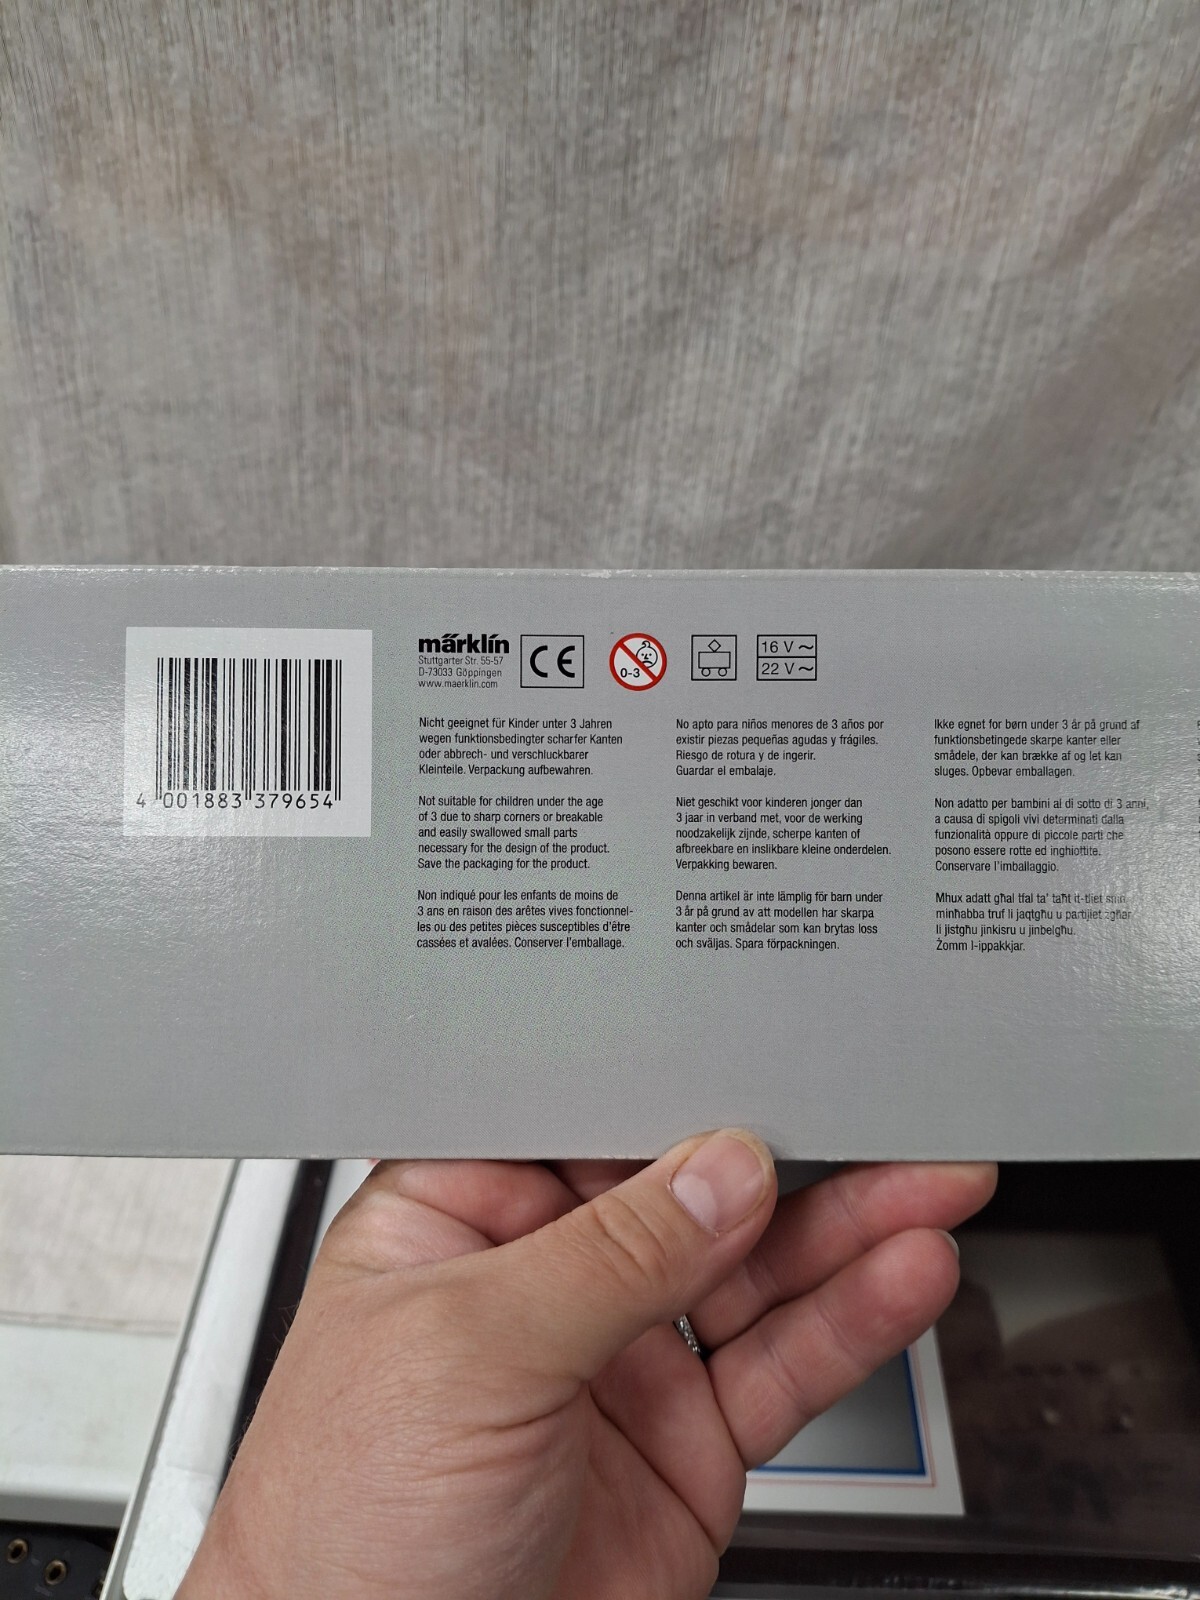 4 001883 379654
märklin
Stuttgarter Str. 55-57
D-73033 Göppingen
www.maerklin.com
CE
0-3
16 V ~
22 V ~
Nicht geeignet für Kinder unter 3 Jahren
wegen funktionsbedingter scharfer Kanten
oder abbrech- und verschluckbarer
Kleinteile. Verpackung aufbewahren.
Not suitable for children under the age
of 3 due to sharp corners or breakable
and easily swallowed small parts
necessary for the design of the product.
Save the packaging for the product.
Non indiqué pour les enfants de moins de
3 ans en raison des arêtes vives fonctionnel-
les ou des petites pièces susceptibles d'être
cassées et avalées. Conserver l'emballage.
No apto para niños menores de 3 años por
existir piezas pequeñas agudas y frágiles.
Riesgo de rotura y de ingerir.
Guardar el embalaje.
Niet geschikt voor kinderen jonger dan
3 jaar in verband met, voor de werking
noodzakelijk zijnde, scherpe kanten of
afbreekbare en inslikbare kleine onderdelen.
Verpakking bewaren.
Denna artikel är inte lämplig för barn under
3 år på grund av att modellen har skarpa
kanter och smådelar som kan brytas loss
och sväljas. Spara förpackningen.
Ikke egnet for børn under 3 år på grund af
funktionsbetingede skarpe kanter eller
smådele, der kan brække af og let kan
sluges. Opbevar emballagen.
Non adatto per bambini al di sotto di 3 anni,
a causa di spigoli vivi determinati dalla
funzionalità oppure di piccole parti che
posono essere rotte ed inghiottite.
Conservare l'imballaggio.
Mhux adatt għal tfal ta' taħt it-tliet snin
minħabba truf li jaqtgħu u partijiet żgħar
li jistgħu jinkisru u jinbelgħu.
Żomm l-ippakkjar.